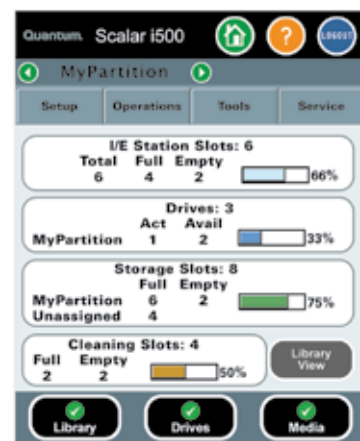 Quantum. Scalar i500 ? LOGOUT
MyPartition
Setup Operations Tools Service
I/E Station Slots: 6
Total Full Empty
6 4 2 66%
Drives: 3
Act Avail
MyPartition 1 2 33%
Storage Slots: 8
Full Empty
MyPartition 6 2 75%
Unassigned 4
Cleaning Slots: 4
Full Empty
2 2 50%
Library
View
Library Drives Media